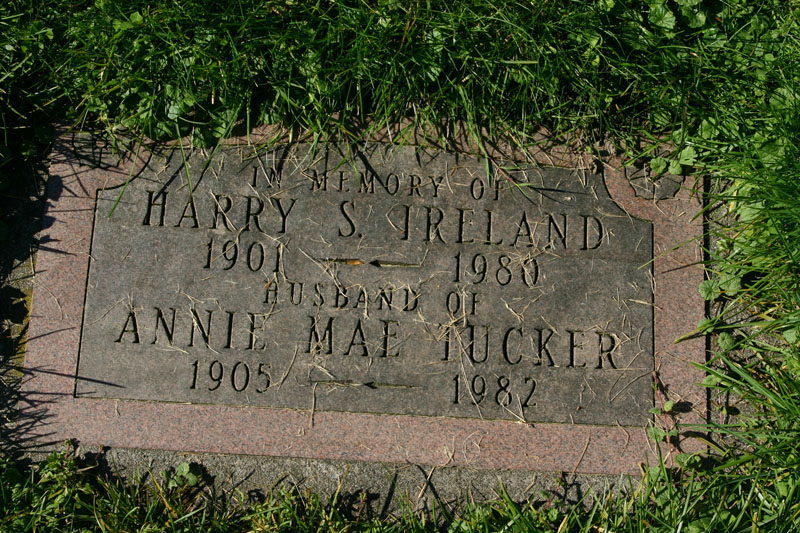 IN MEMORY OF
HARRY S. IRELAND
1901 – 1980
HUSBAND OF
ANNIE MAE TUCKER
1905 – 1982